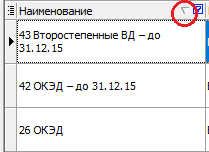 Наименование
43 Второстепенные ВД – до
31.12.15
42 ОКЭД – до 31.12.15
26 ОКЭД